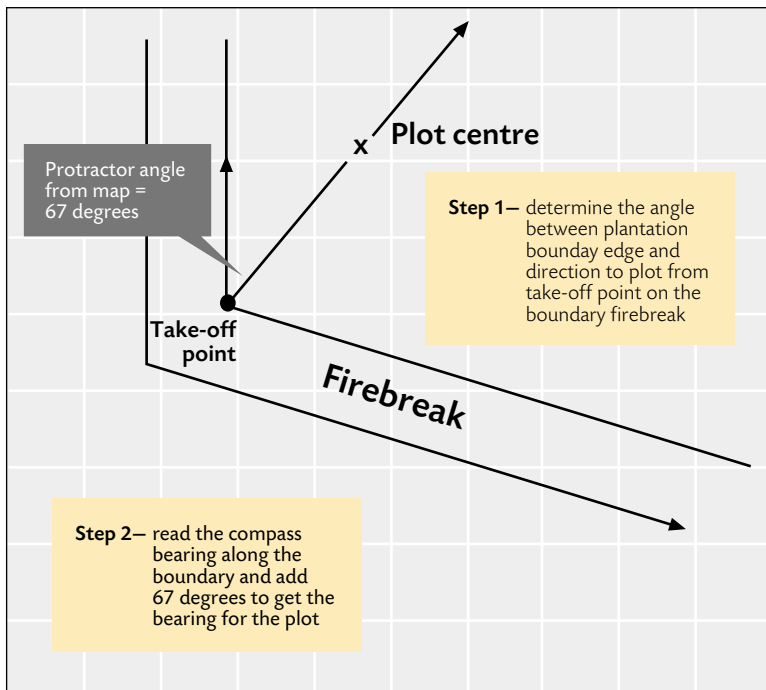 Plot centre
Protractor angle
from map =
67 degrees
Step 1– determine the angle
between plantation
bounday edge and
direction to plot from
take-off point on the
boundary firebreak
x
Take-off
point
Firebreak
Step 2– read the compass
bearing along the
boundary and add
67 degrees to get the
bearing for the plot